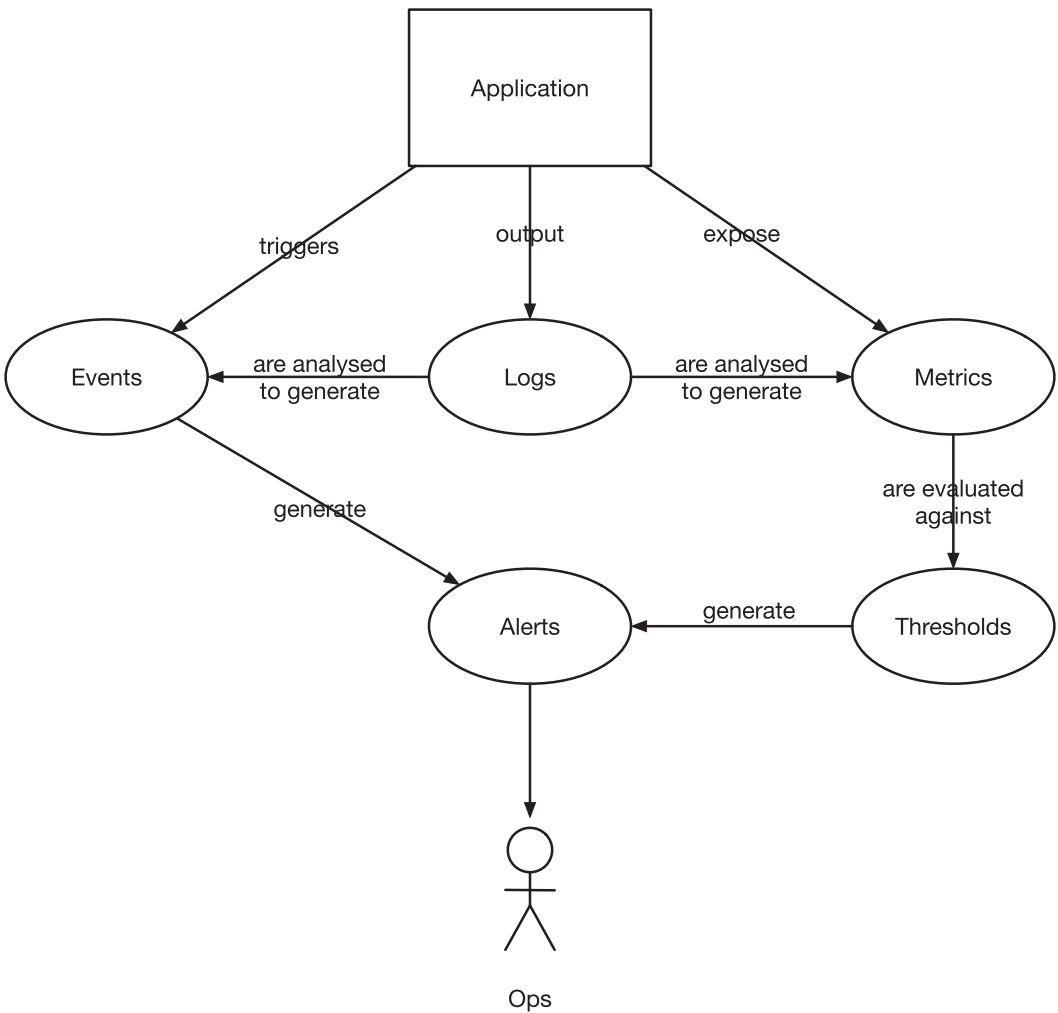 Application
triggers
output
expose
Events
are analysed
to generate
Logs
are analysed
to generate
Metrics
generate
are evaluated
against
Alerts
generate
Thresholds
Ops